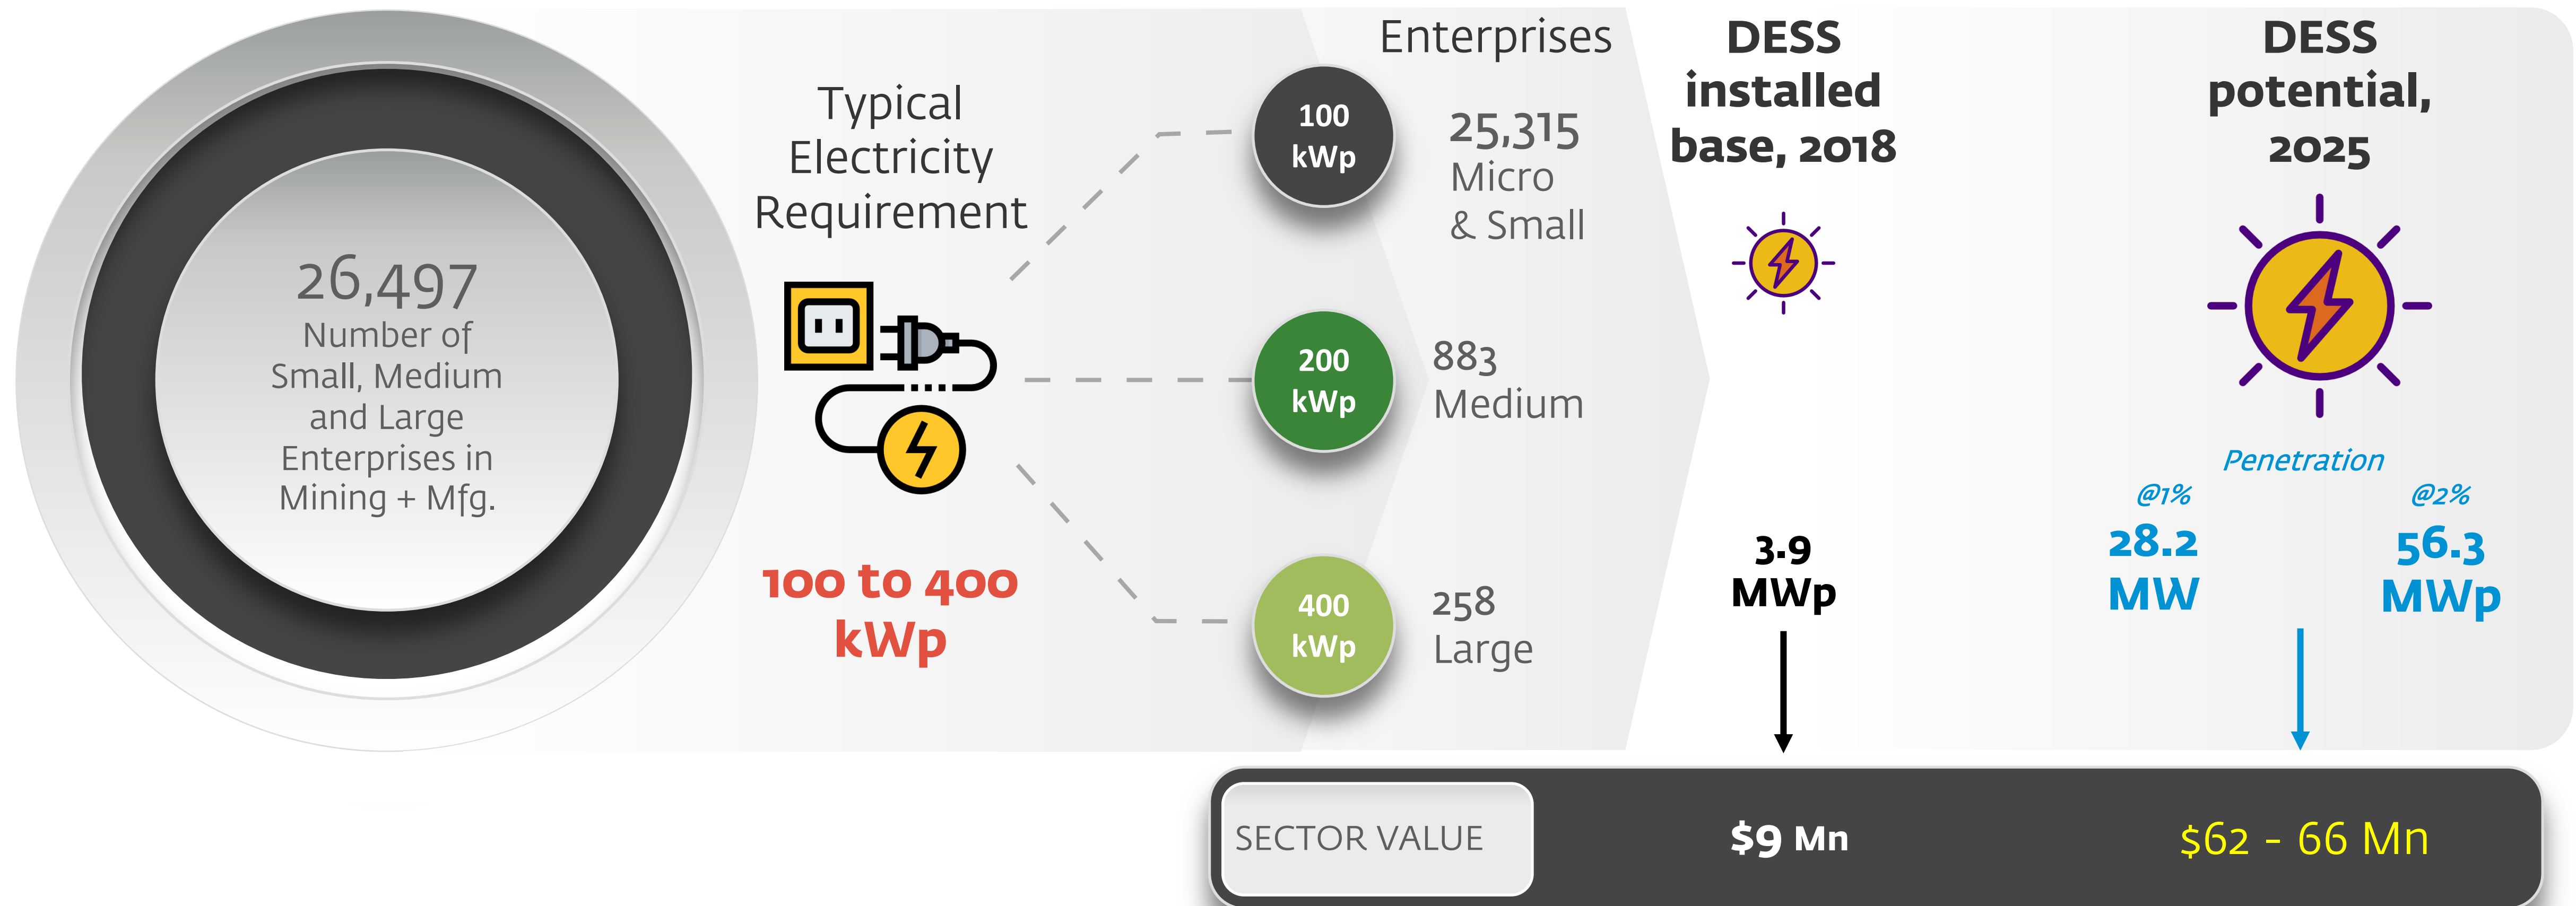 26,497
Number of
Small, Medium
and Large
Enterprises in
Mining + Mfg.
Typical
Electricity
Requirement
100 to 400
kWp
Enterprises
100
kWp
25,315
Micro
& Small
200
kWp
883
Medium
400
kWp
258
Large
DESS
installed
base, 2018
3.9
MWp
DESS
potential,
2025
Penetration
@1%
28.2
MW
@2%
56.3
MWp
SECTOR VALUE
$9 Mn
$62 - 66 Mn